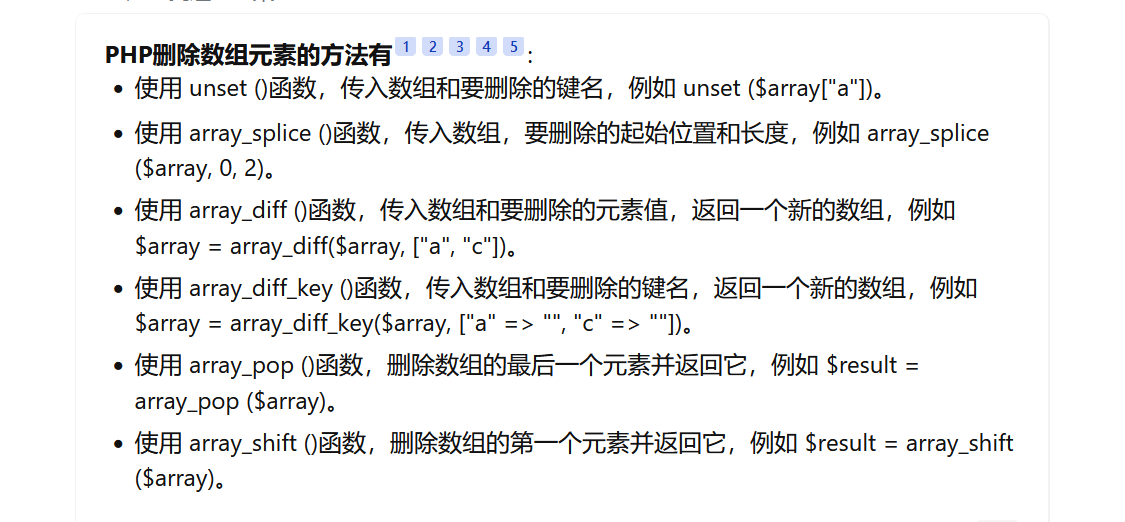 PHP删除数组元素的方法有 1 2 3 4 5 :
• 使用 unset ()函数，传入数组和要删除的键名，例如 unset ($array["a"])。
• 使用 array_splice ()函数，传入数组，要删除的起始位置和长度，例如 array_splice
($array, 0, 2)。
• 使用 array_diff ()函数，传入数组和要删除的元素值，返回一个新的数组，例如
$array = array_diff($array, ["a", "c"])。
• 使用 array_diff_key ()函数，传入数组和要删除的键名，返回一个新的数组，例如
$array = array_diff_key($array, ["a" => "", "c" => ""])。
• 使用 array_pop ()函数，删除数组的最后一个元素并返回它，例如 $result =
array_pop ($array)。
• 使用 array_shift ()函数，删除数组的第一个元素并返回它，例如 $result = array_shift
($array)。